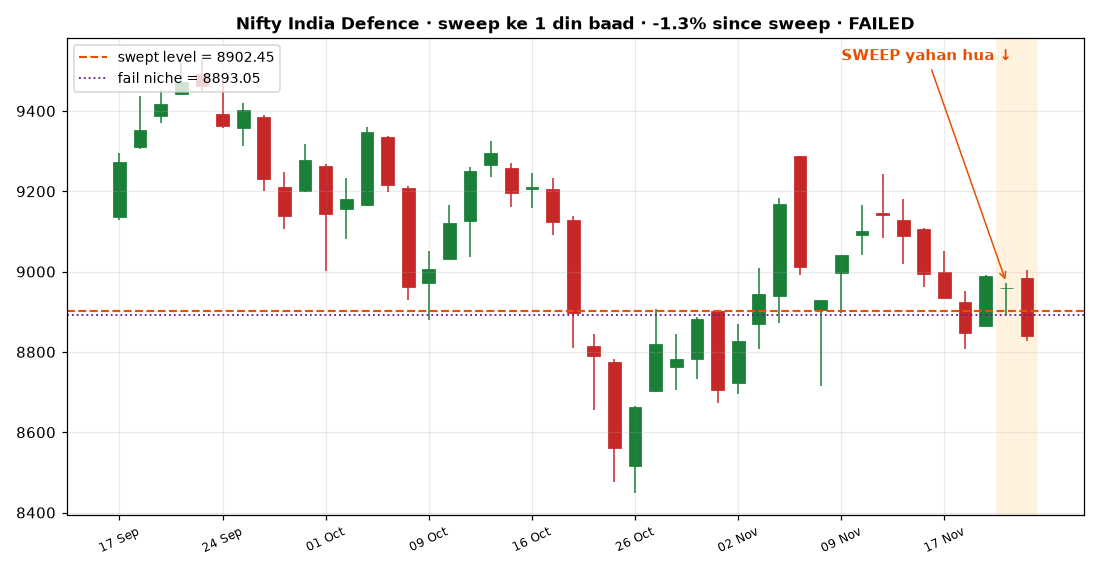 Nifty India Defence · sweep ke 1 din baad · -1.3% since sweep · FAILED
swept level = 8902.45
fail niche = 8893.05
SWEEP yahan hua ↓
9400
9200
9000
8800
8600
8400
17 Sep
24 Sep
01 Oct
09 Oct
16 Oct
26 Oct
02 Nov
09 Nov
17 Nov